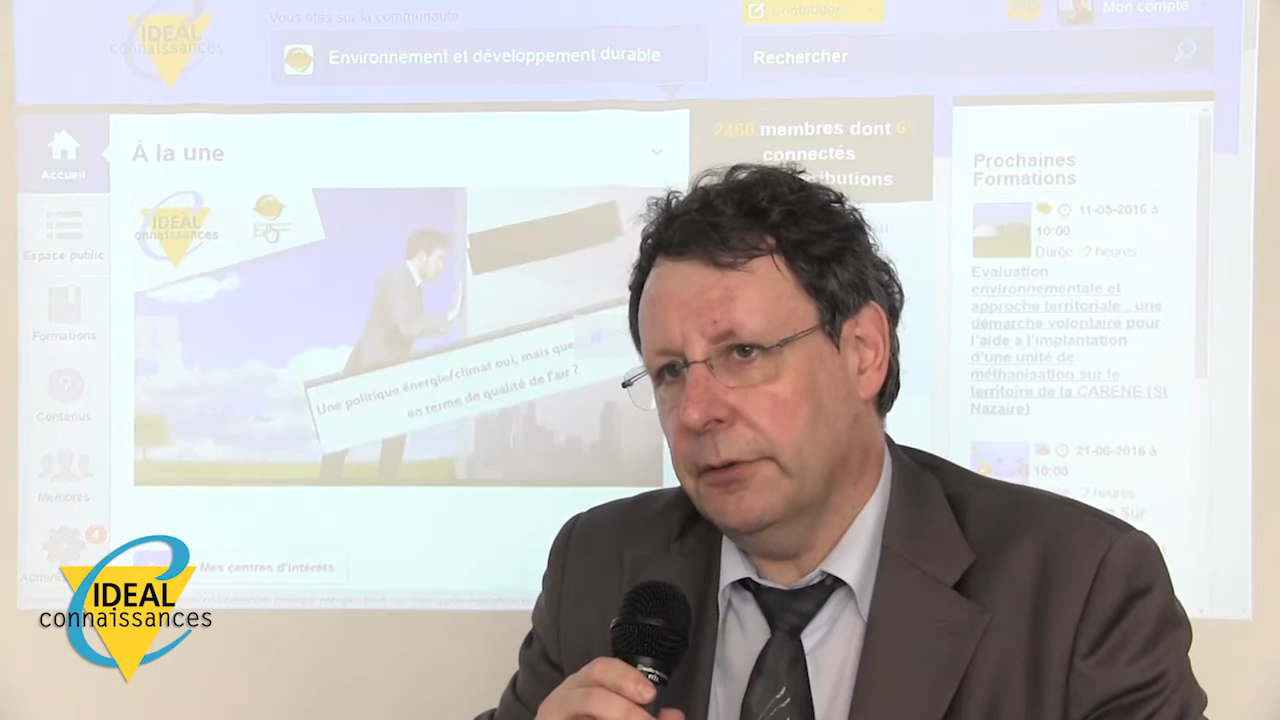 IDEAL
connaissances
Vous êtes sur la communauté
Contribuer
Mon compte
Environnement et développement durable
Rechercher
Accueil
Espace public
Formations
Contenus
Membres
4
À la une
IDEAL
connaissances
Une politique énergie/climat oui, mais que
en terme de qualité de l'air ?
Mes centres d'intérêts
2460 membres dont 6
connectés
Prochaines
Formations
11-05-2016 à
10:00
Durée : 2 heures
Evaluation
environnementale et
approche territoriale : une
démarche volontaire pour
l'aide à l'implantation
d'une unité de
méthanisation sur le
territoire de la CARENE (St
Nazaire)
21-06-2016 à
10:00
2 heures
IDEAL
connaissances